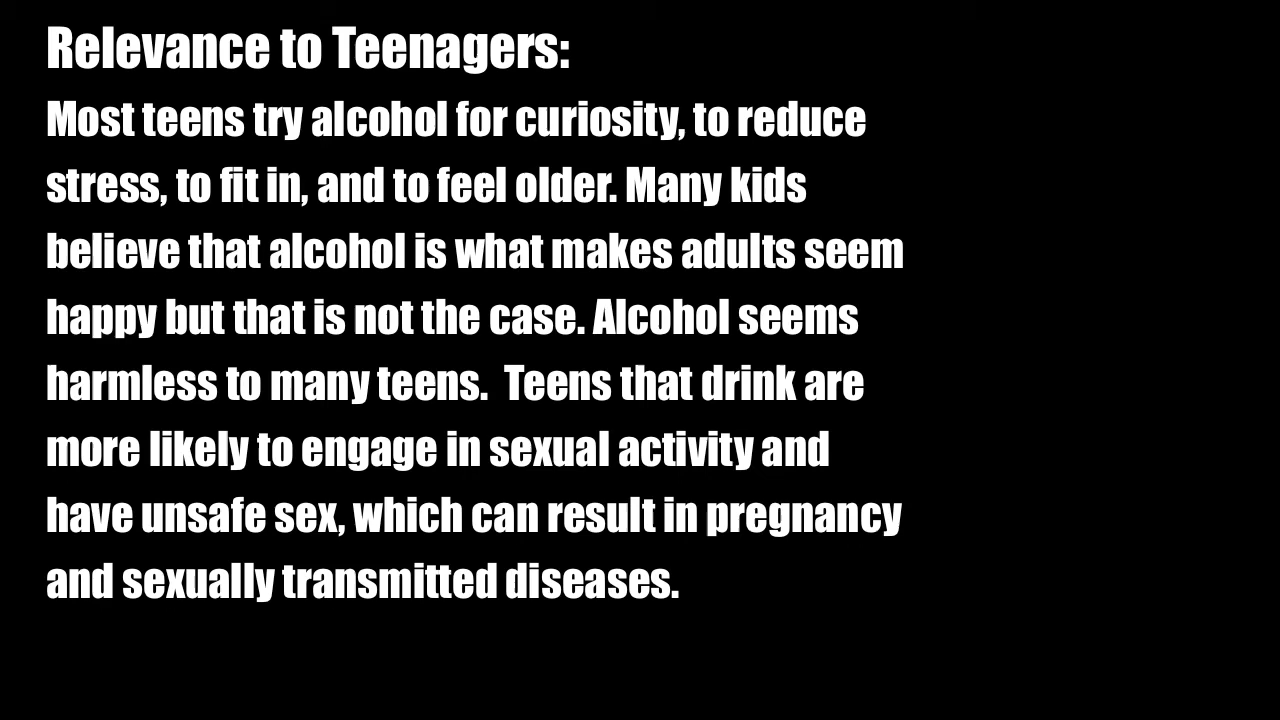 Relevance to Teenagers:
Most teens try alcohol for curiosity, to reduce
stress, to fit in, and to feel older. Many kids
believe that alcohol is what makes adults seem
happy but that is not the case. Alcohol seems
harmless to many teens.  Teens that drink are
more likely to engage in sexual activity and
have unsafe sex, which can result in pregnancy
and sexually transmitted diseases.